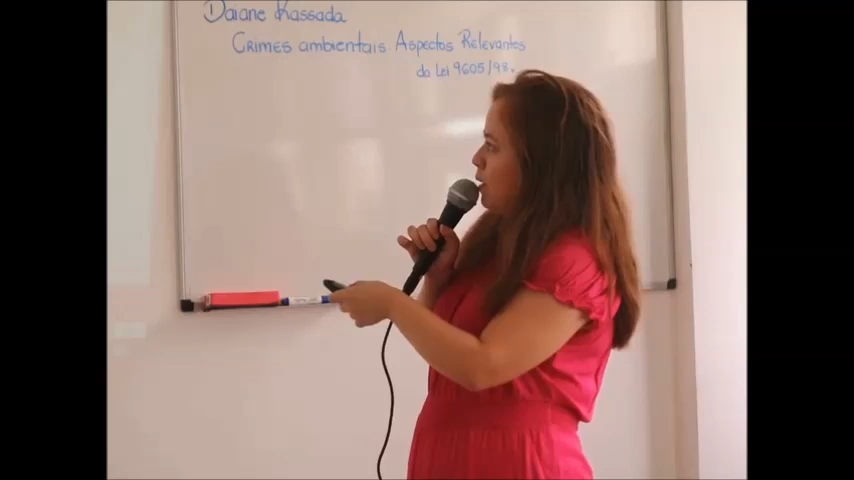 Daiane Kassada
Crimes ambientais Aspectos Relevantes
da Lei 9605/98.